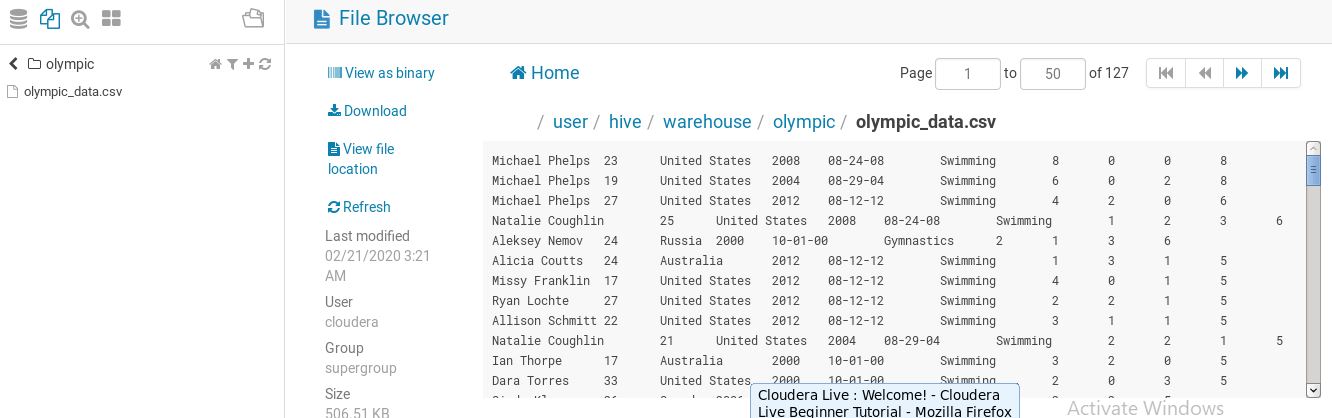 File Browser
olympic
olympic_data.csv
View as binary
Download
View file
location
Refresh
Last modified
02/21/2020 3:21
AM
User
cloudera
Group
supergroup
Size
506.51 KB
Home
Page 1 to 50 of 127
/ user / hive / warehouse / olympic / olympic_data.csv
Michael Phelps 23 United States 2008 08-24-08 Swimming 8 0 0 8
Michael Phelps 19 United States 2004 08-29-04 Swimming 6 0 2 8
Michael Phelps 27 United States 2012 08-12-12 Swimming 4 2 0 6
Natalie Coughlin 25 United States 2008 08-24-08 Swimming 1 2 3 6
Aleksey Nemov 24 Russia 2000 10-01-00 Gymnastics 2 1 3 6
Alicia Coutts 24 Australia 2012 08-12-12 Swimming 1 3 1 5
Missy Franklin 17 United States 2012 08-12-12 Swimming 4 0 1 5
Ryan Lochte 27 United States 2012 08-12-12 Swimming 2 2 1 5
Allison Schmitt 22 United States 2012 08-12-12 Swimming 3 1 1 5
Natalie Coughlin 21 United States 2004 08-29-04 Swimming 2 2 1 5
Ian Thorpe 17 Australia 2000 10-01-00 Swimming 3 2 0 5
Dara Torres 33 United States 2000 10-01-00 Swimming 2 0 3 5
Cloudera Live : Welcome! - Cloudera
Live Beginner Tutorial - Mozilla Firefox
Activate Windows